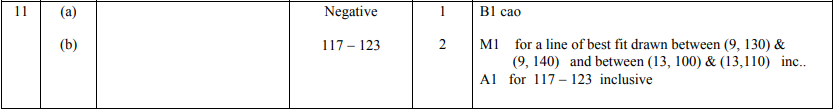 11 (a) Negative 1 B1 cao
(b) 117 – 123 2 M1 for a line of best fit drawn between (9, 130) &
(9, 140) and between (13, 100) & (13,110) inc..
A1 for 117 – 123 inclusive